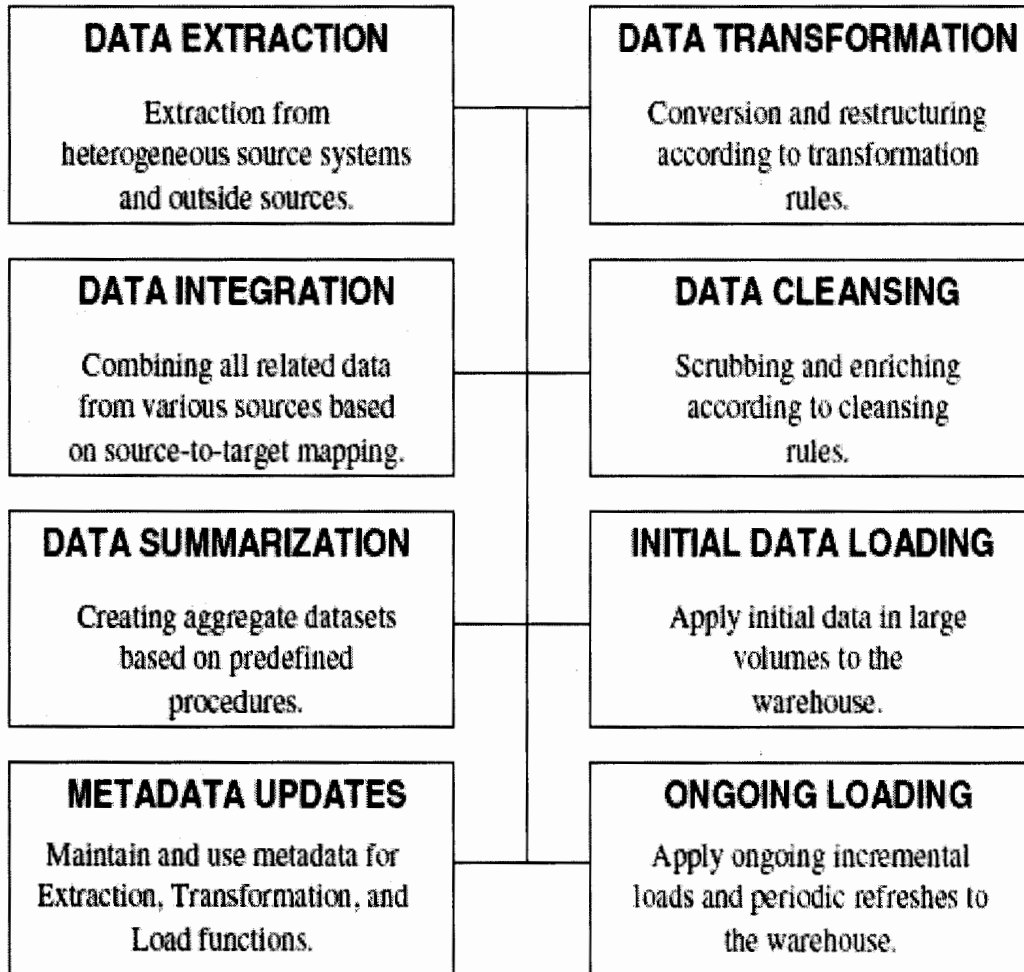 DATA EXTRACTION
Extraction from
heterogeneous source systems
and outside sources.
DATA TRANSFORMATION
Conversion and restructuring
according to transformation
rules.
DATA INTEGRATION
Combining all related data
from various sources based
on source-to-target mapping.
DATA CLEANSING
Scrubbing and enriching
according to cleansing
rules.
DATA SUMMARIZATION
Creating aggregate datasets
based on predefined
procedures.
INITIAL DATA LOADING
Apply initial data in large
volumes to the
warehouse.
METADATA UPDATES
Maintain and use metadata for
Extraction, Transformation, and
Load functions.
ONGOING LOADING
Apply ongoing incremental
loads and periodic refreshes to
the warehouse.